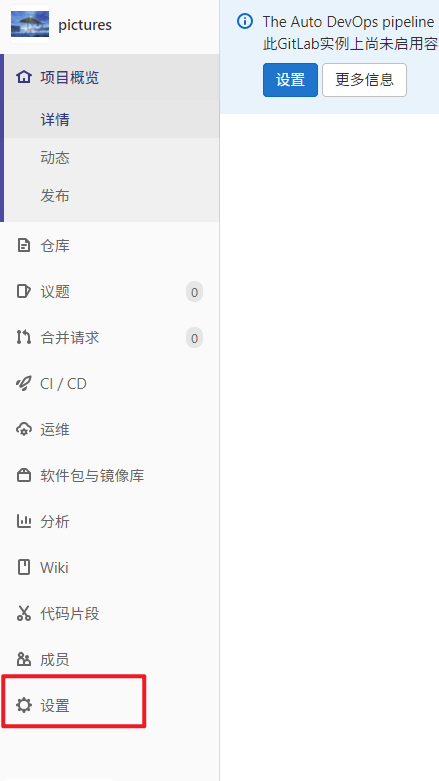 pictures
项目概览
详情
动态
发布
仓库
议题 0
合并请求 0
CI / CD
运维
软件包与镜像库
分析
Wiki
代码片段
成员
设置
The Auto DevOps pipeline
此GitLab实例上尚未启用容
设置 更多信息